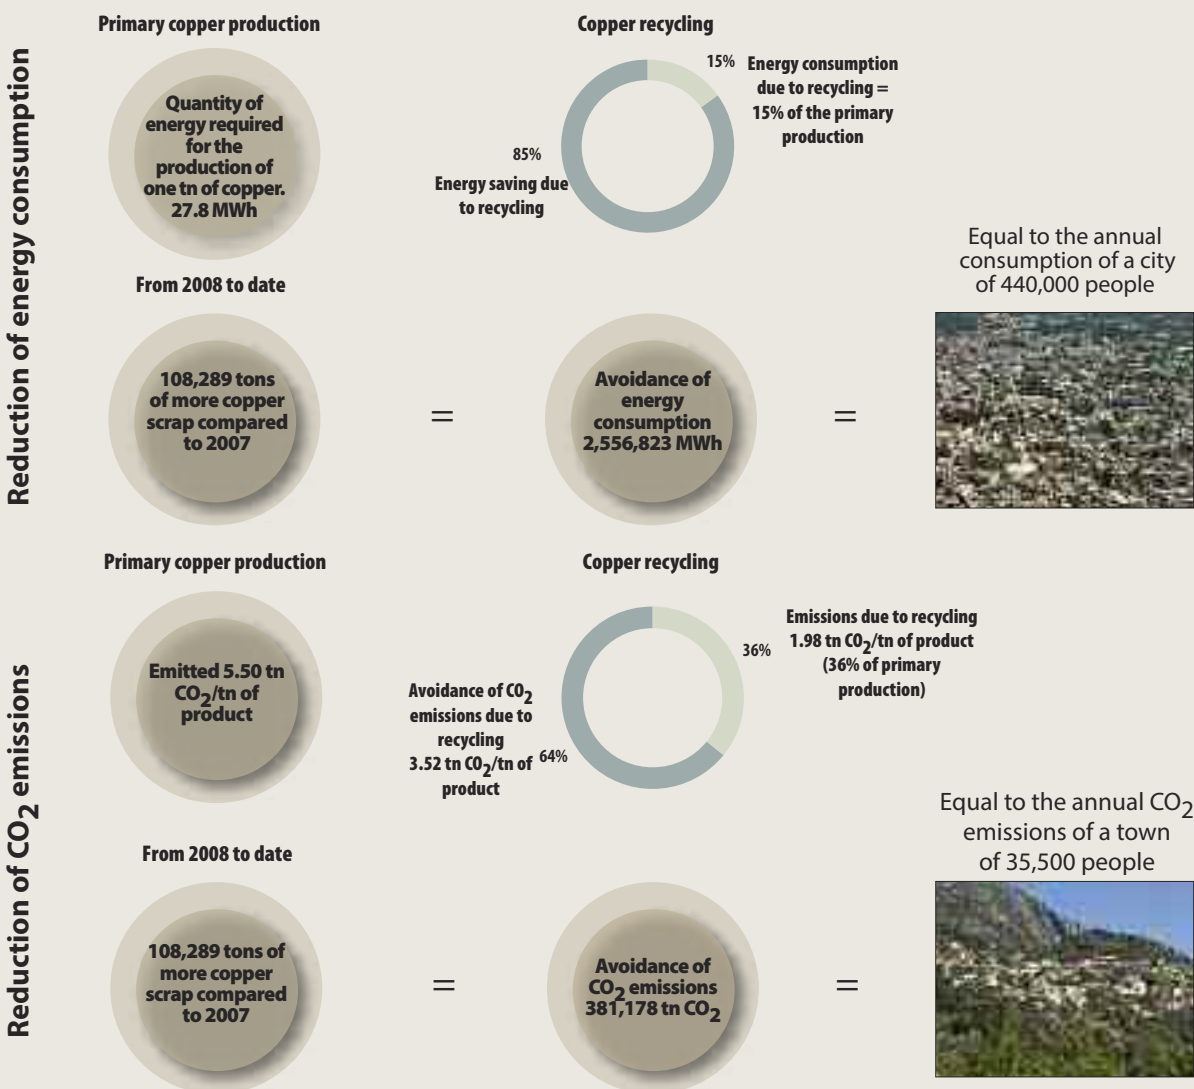 Reduction of energy consumption
Primary copper production
Quantity of
energy required
for the
production of
one tn of copper.
27.8 MWh
Copper recycling
15%
Energy consumption
due to recycling =
15% of the primary
production
85%
Energy saving due
to recycling
From 2008 to date
108,289 tons
of more copper
scrap compared
to 2007
=
Avoidance of
energy
consumption
2,556,823 MWh
=
Equal to the annual
consumption of a city
of 440,000 people
Reduction of CO2 emissions
Primary copper production
Emitted 5.50 tn
CO2/tn of
product
Copper recycling
36%
Emissions due to recycling
1.98 tn CO2/tn of product
(36% of primary
production)
Avoidance of CO2
emissions due to
recycling
3.52 tn CO2/tn of
product
64%
From 2008 to date
108,289 tons of
more copper
scrap compared
to 2007
=
Avoidance of
CO2 emissions
381,178 tn CO2
=
Equal to the annual CO2
emissions of a town
of 35,500 people